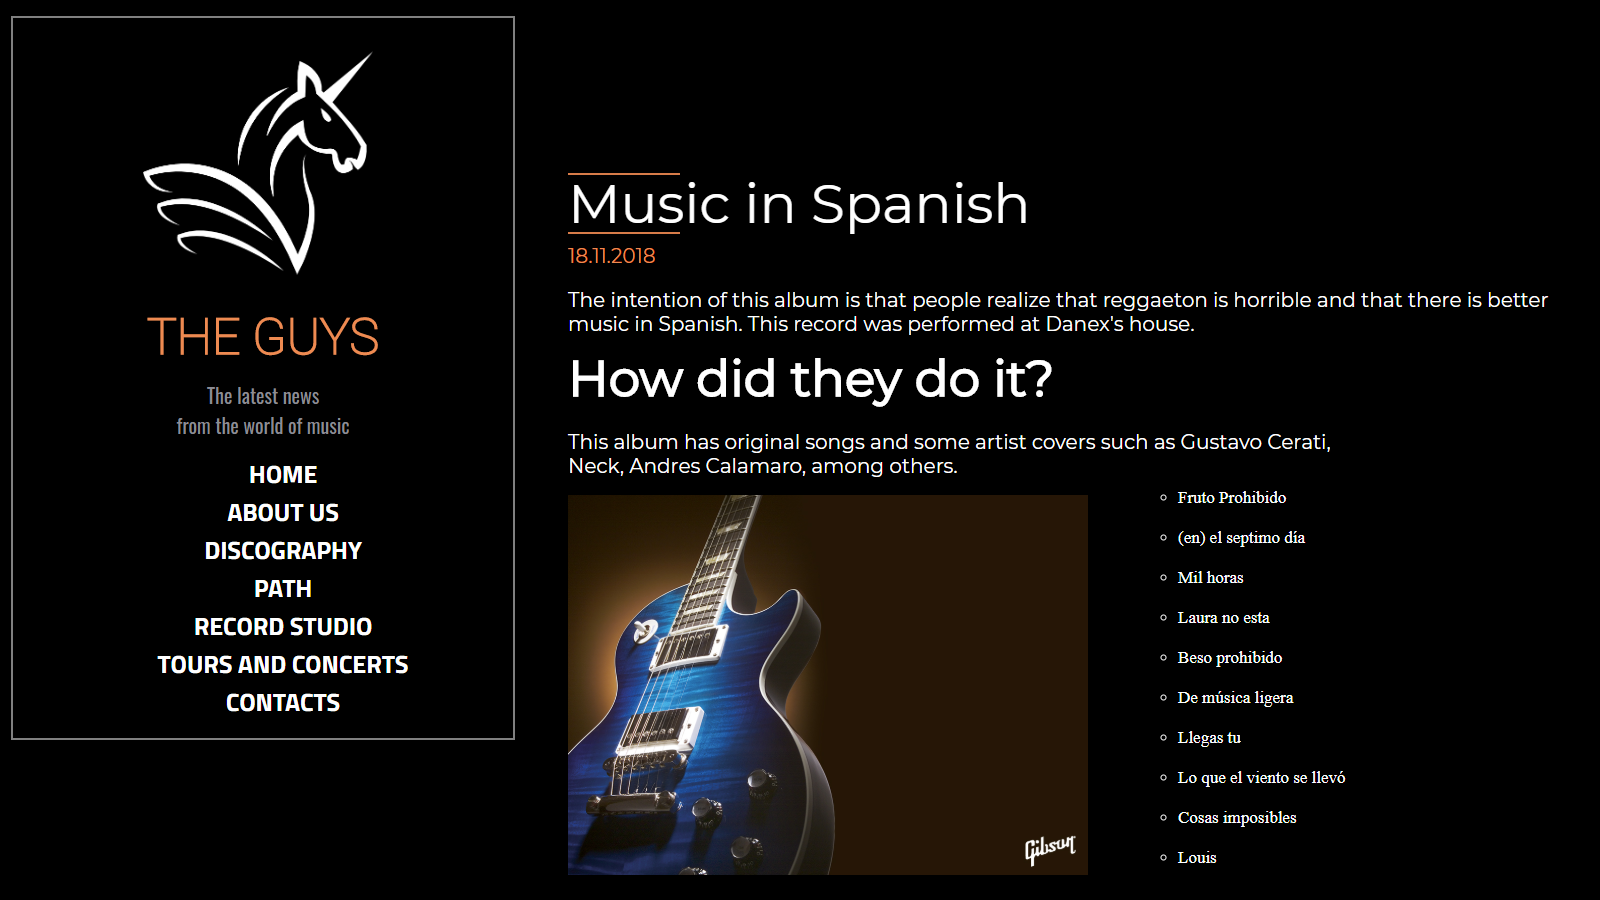 THE GUYS
The latest news
from the world of music
HOME
ABOUT US
DISCOGRAPHY
PATH
RECORD STUDIO
TOURS AND CONCERTS
CONTACTS
Music in Spanish
18.11.2018
The intention of this album is that people realize that reggaeton is horrible and that there is better
music in Spanish. This record was performed at Danex's house.
How did they do it?
This album has original songs and some artist covers such as Gustavo Cerati,
Neck, Andres Calamaro, among others.
Gibson
Fruto Prohibido
(en) el septimo día
Mil horas
Laura no esta
Beso prohibido
De música ligera
Llegas tu
Lo que el viento se llevó
Cosas imposibles
Louis